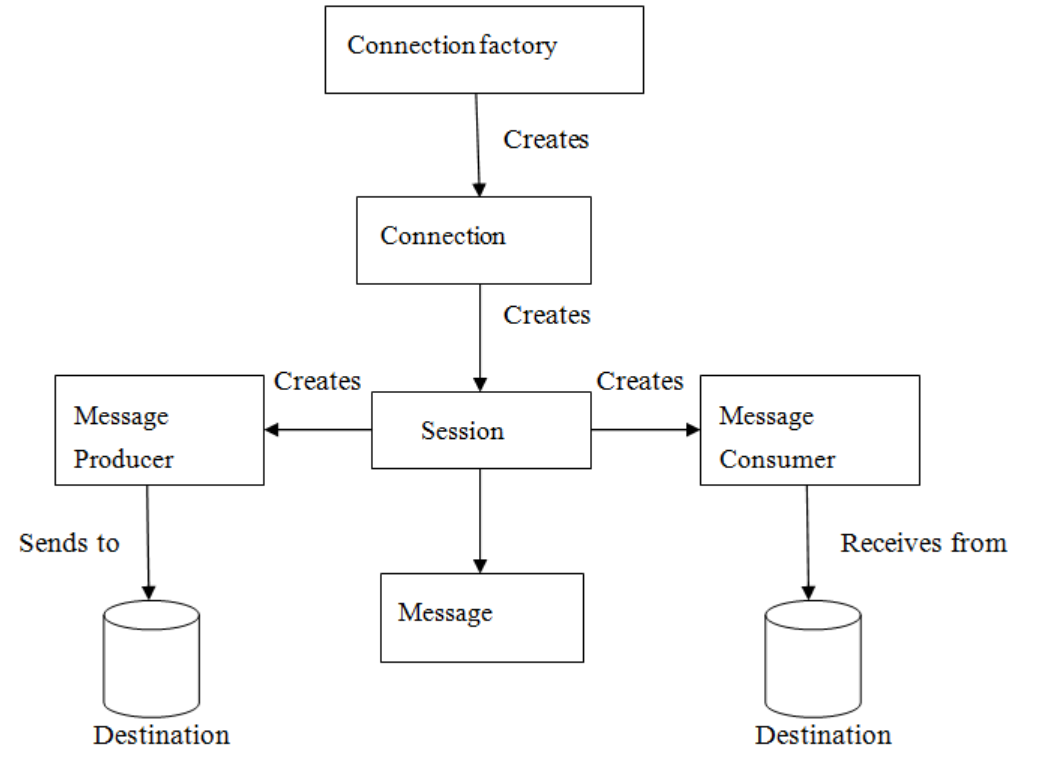 Connection factory
Creates
Connection
Creates
Creates
Creates
Message
Producer
Session
Message
Consumer
Sends to
Receives from
Message
Destination
Destination